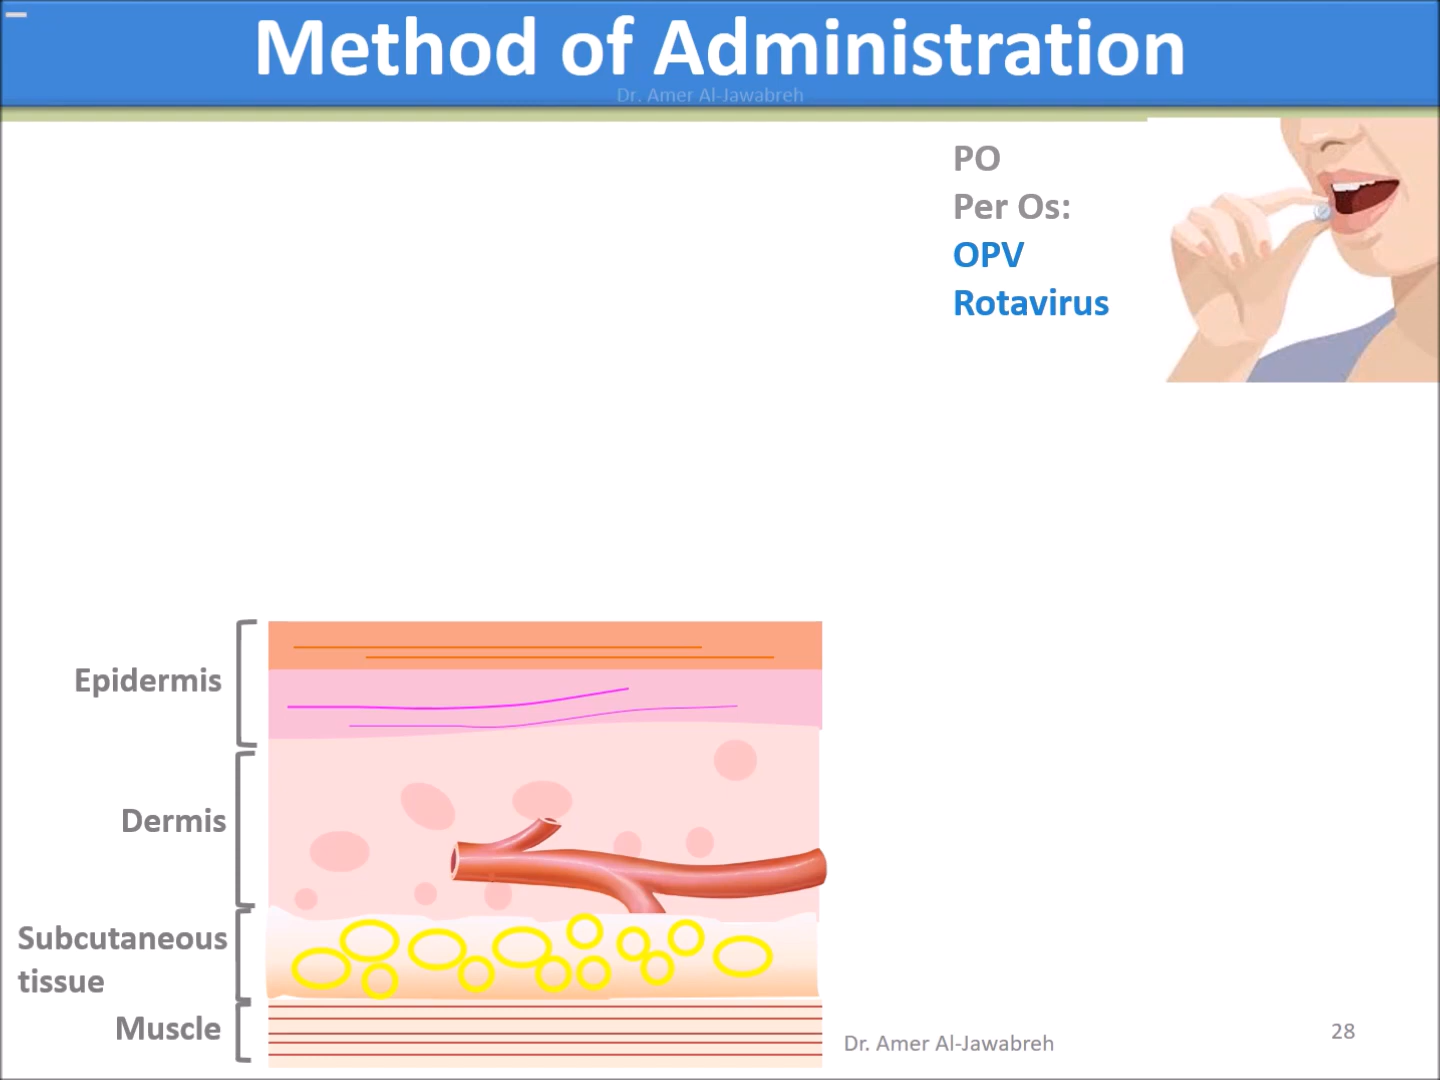 Method of Administration
Dr. Amer Al-Jawabreh
PO
Per Os:
OPV
Rotavirus
Epidermis
Dermis
Subcutaneous
tissue
Muscle
Dr. Amer Al-Jawabreh
28